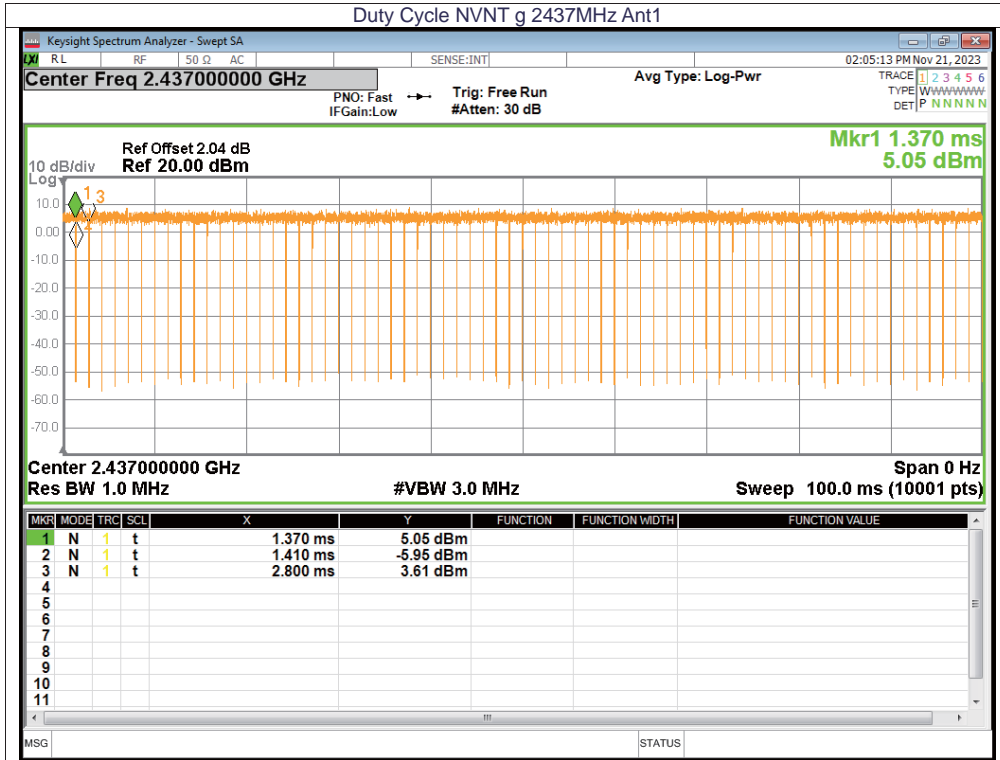 Duty Cycle NVNT g 2437MHz Ant1
Keysight Spectrum Analyzer - Swept SA
LXI RL RF 50 Ω AC SENSE:INT 02:05:13 PM Nov 21, 2023
Center Freq 2.437000000 GHz Avg Type: Log-Pwr TRACE 1 2 3 4 5 6
PNO: Fast Trig: Free Run TYPE WWWWWWW
IFGain:Low #Atten: 30 dB DET P N N N N N
Mkr1 1.370 ms
Ref Offset 2.04 dB
10 dB/div Ref 20.00 dBm 5.05 dBm
Log
1 3
10.0
2
0.00
-10.0
-20.0
-30.0
-40.0
-50.0
-60.0
-70.0
Center 2.437000000 GHz Span 0 Hz
Res BW 1.0 MHz #VBW 3.0 MHz Sweep 100.0 ms (10001 pts)
MKR MODE TRC SCL X Y FUNCTION FUNCTION WIDTH FUNCTION VALUE
1 N 1 t 1.370 ms 5.05 dBm
2 N 1 t 1.410 ms -5.95 dBm
3 N 1 t 2.800 ms 3.61 dBm
4
5
6
7
8
9
10
11
MSG STATUS